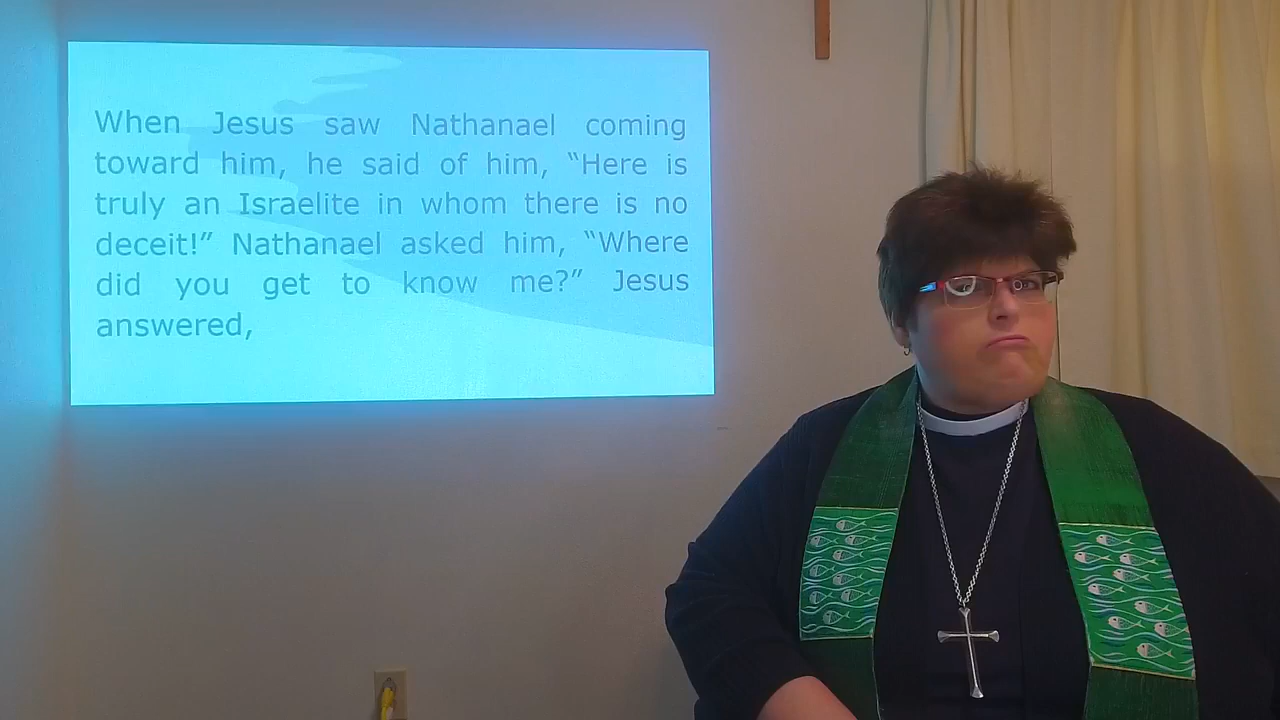 When Jesus saw Nathanael coming
toward him, he said of him, “Here is
truly an Israelite in whom there is no
deceit!” Nathanael asked him, “Where
did you get to know me?” Jesus
answered,